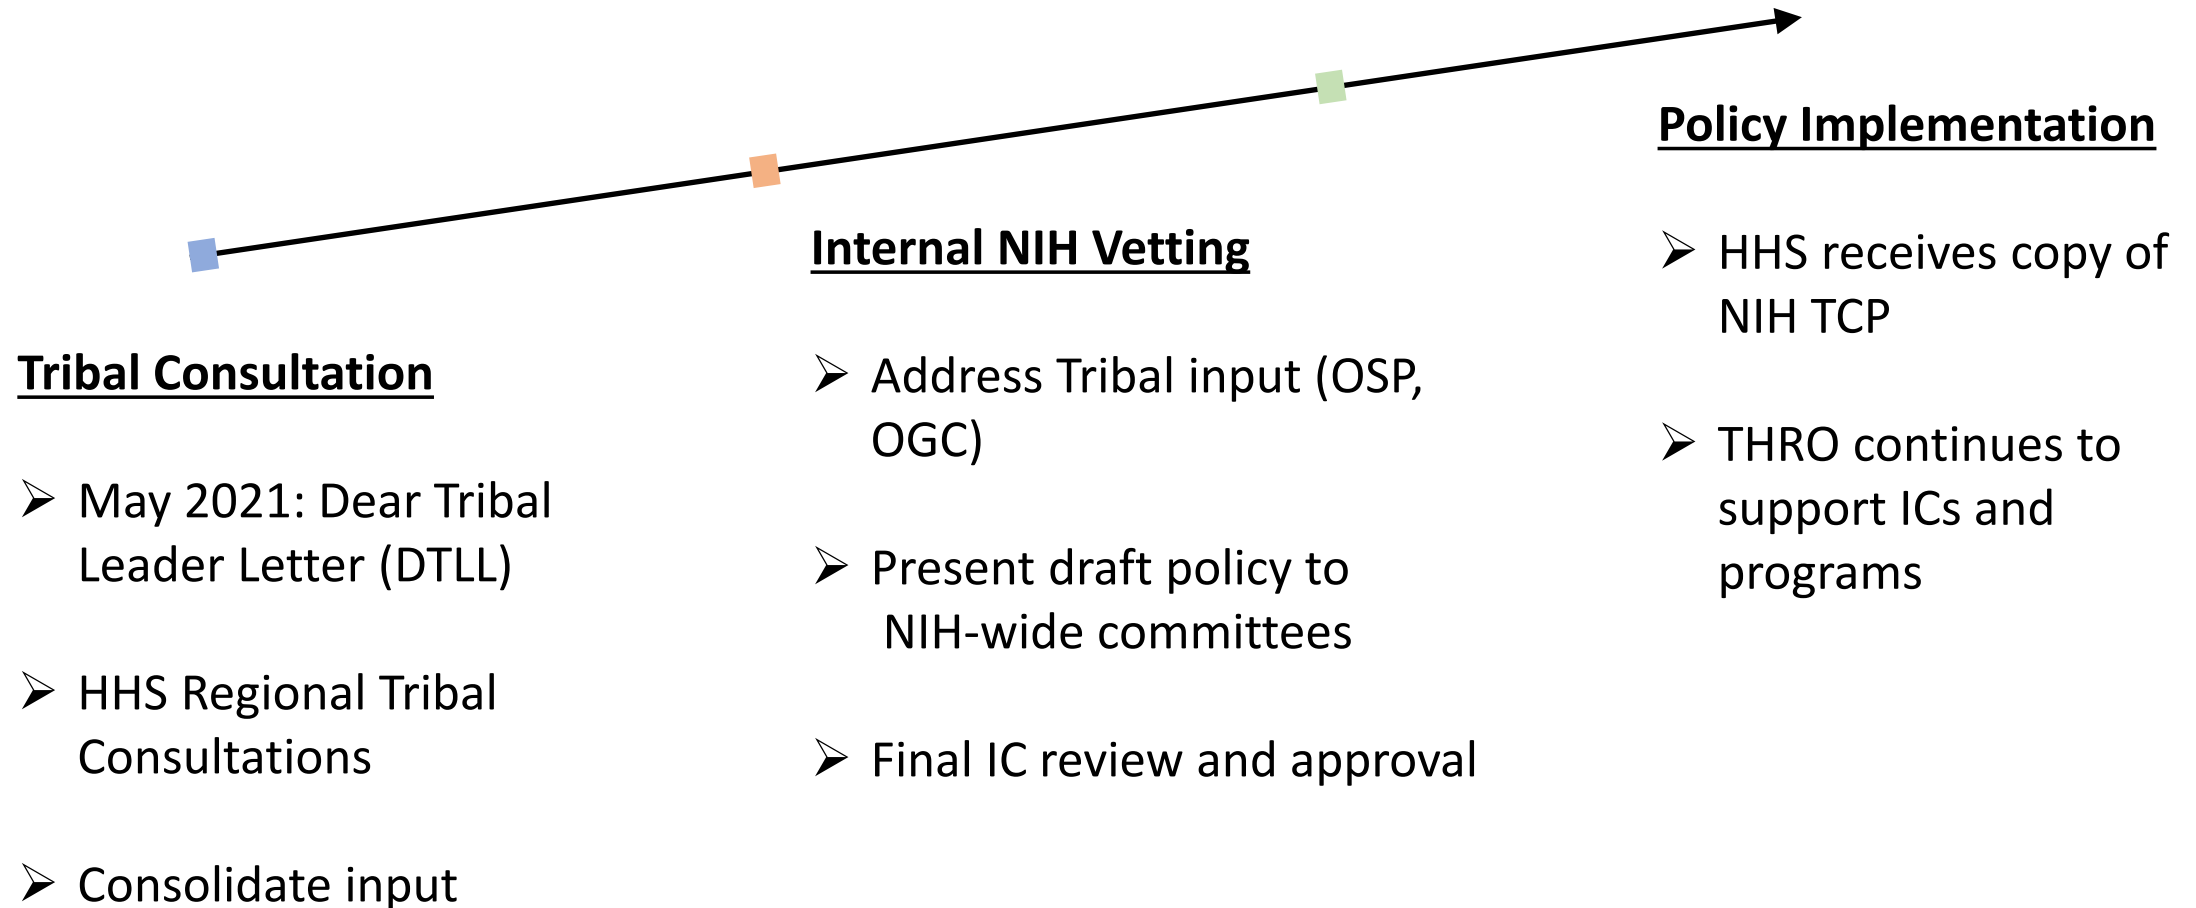 Tribal Consultation
➢ May 2021: Dear Tribal
Leader Letter (DTLL)
➢ HHS Regional Tribal
Consultations
➢ Consolidate input
Internal NIH Vetting
➢ Address Tribal input (OSP,
OGC)
➢ Present draft policy to
NIH-wide committees
➢ Final IC review and approval
Policy Implementation
➢ HHS receives copy of
NIH TCP
➢ THRO continues to
support ICs and
programs